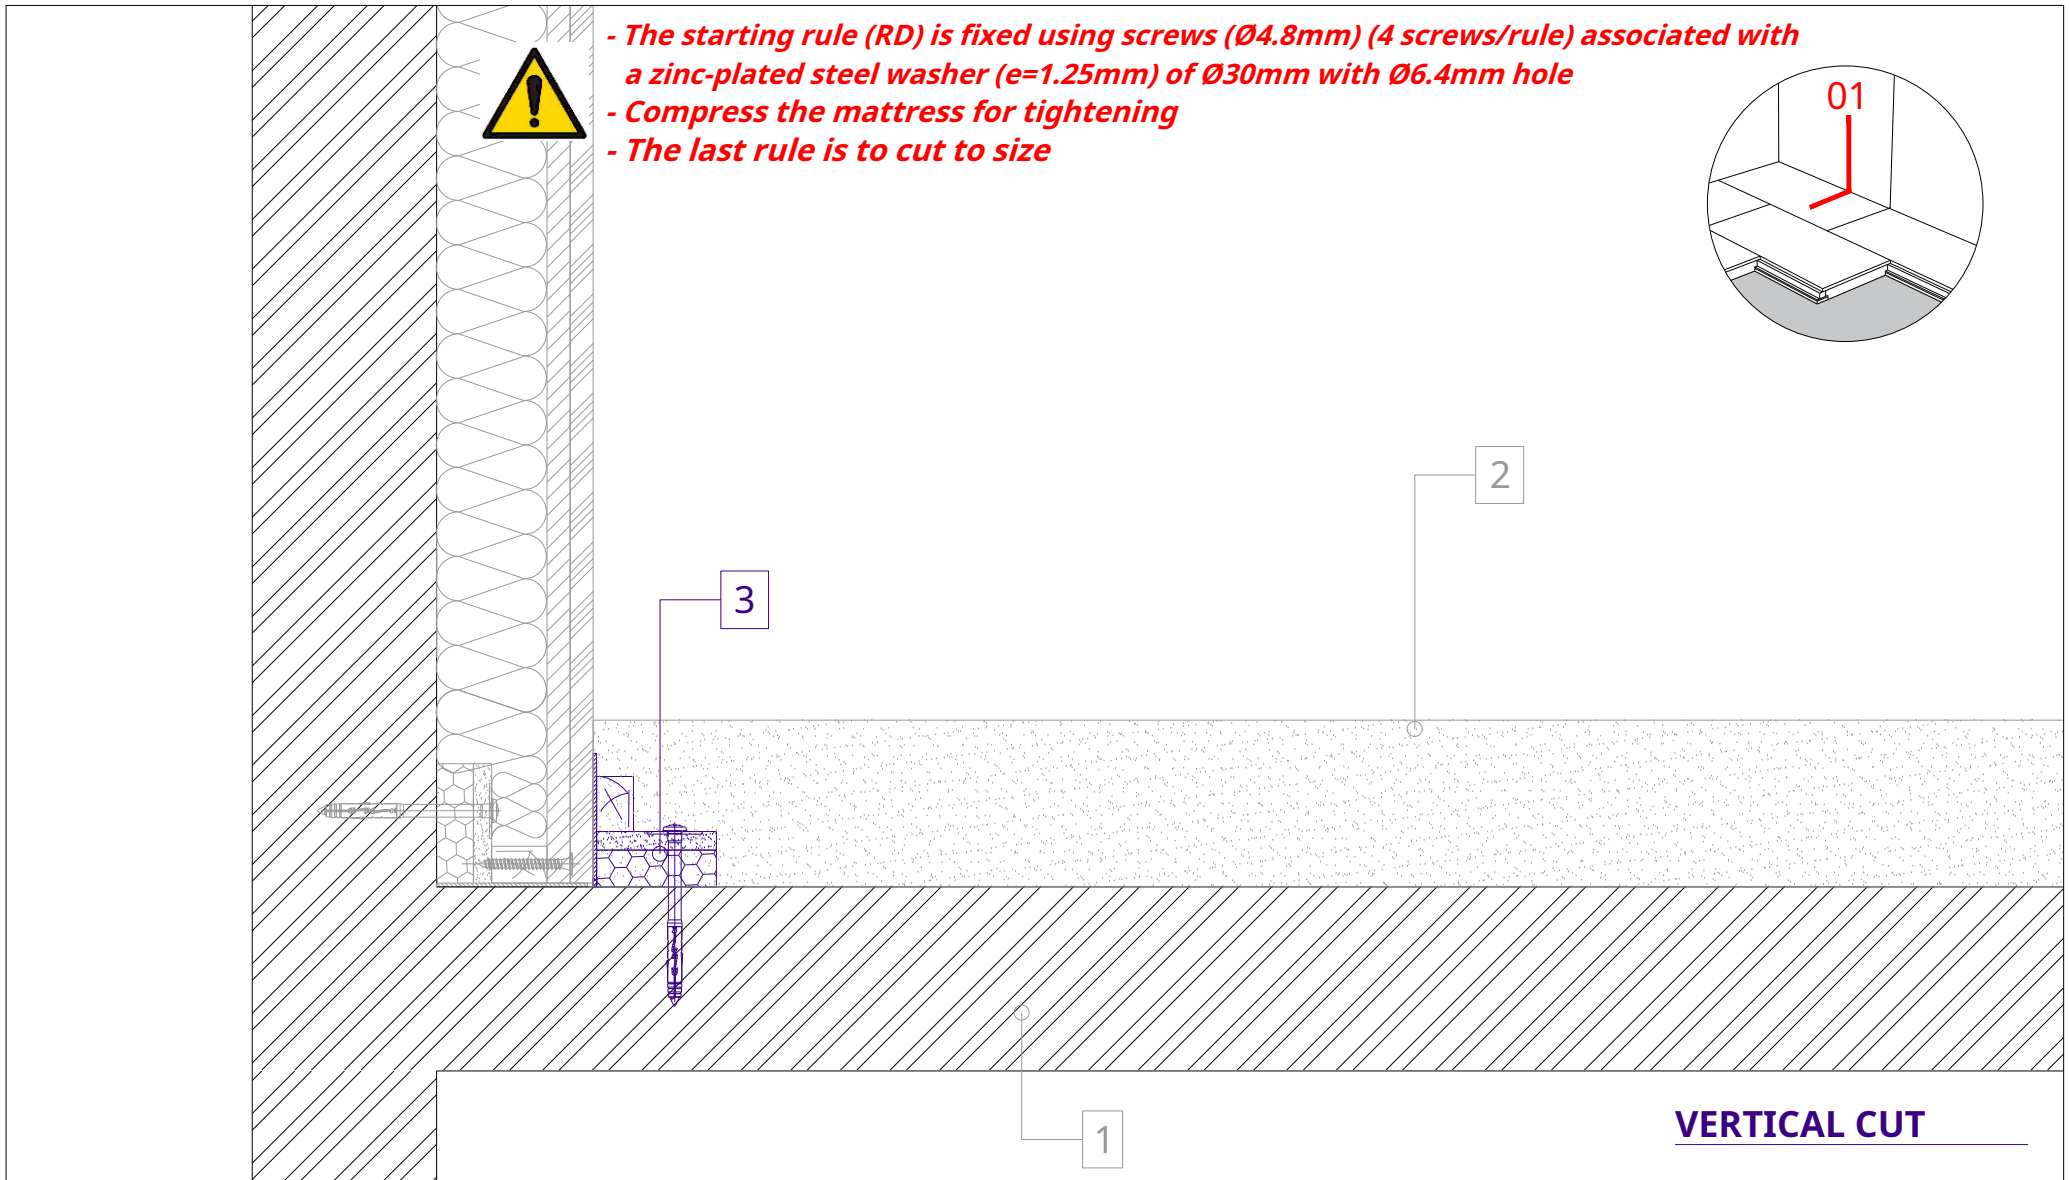 - The starting rule (RD) is fixed using screws (Ø4.8mm) (4 screws/rule) associated with
a zinc-plated steel washer (e=1.25mm) of Ø30mm with Ø6.4mm hole
- Compress the mattress for tightening
- The last rule is to cut to size
01
2
3
1
VERTICAL CUT